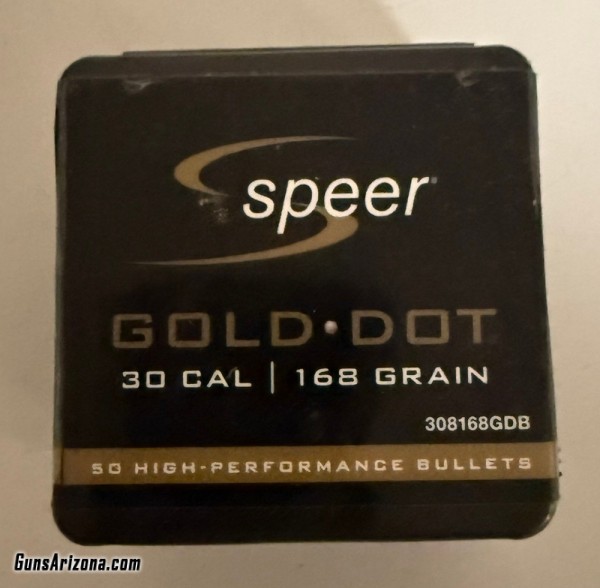 speer
GOLD·DOT
30 CAL | 168 GRAIN
308168GDB
50 HIGH-PERFORMANCE BULLETS
GunsArizona.com